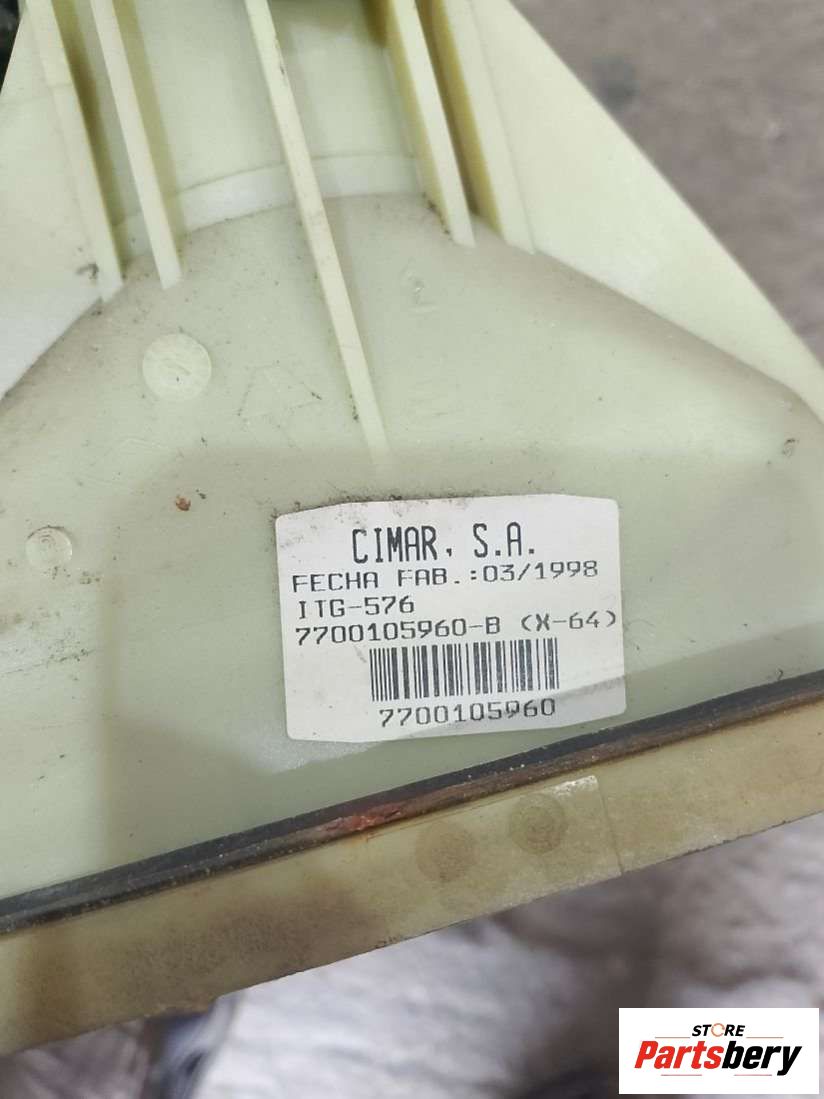 CIMAR, S.A.
FECHA FAB.:03/1998
ITG-576
7700105960-B (X-64)
7700105960
STORE
Partsbery